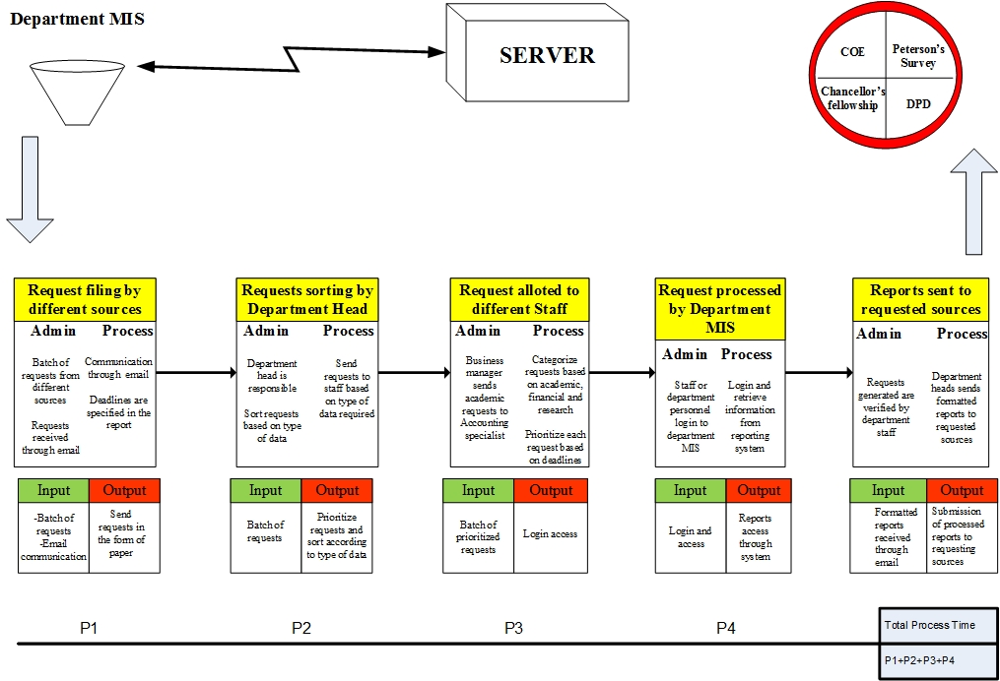 Department MIS
SERVER
COE
Peterson's
Survey
Chancellor's
fellowship
DPD
Request filing by
different sources
Admin
Process
Batch of
requests from
different
sources
Requests
received
through email
Communication
through email
Deadlines are
specified in the
report
Requests sorting by
Department Head
Admin
Process
Department
head is
responsible
Sort requests
based on type
of data
Send
requests to
staff based
on type of
data required
Request alloted to
different Staff
Admin
Process
Business
manager
sends
academic
requests to
Accounting
specialist
Categorize
requests based
on academic,
financial and
research
Prioritize each
request based
on deadlines
Request processed
by Department
MIS
Admin
Process
Staff or
department
personnel
login to
department
MIS
Login and
retrieve
information
from
reporting
system
Reports sent to
requested sources
Admin
Process
Requests
generated are
verified by
department
staff
Department
heads sends
formatted
reports to
requested
sources
Input
Output
-Batch of
requests
-Email
communication
Send
requests in
the form of
paper
Input
Output
Batch of
requests
Prioritize
requests and
sort according
to type of data
Input
Output
Batch of
prioritized
requests
Login access
Input
Output
Login and
access
Reports
access
through
system
Input
Output
Formatted
reports
received
through
email
Submission
of processed
reports to
requesting
sources
P1
P2
P3
P4
Total Process Time
P1+P2+P3+P4